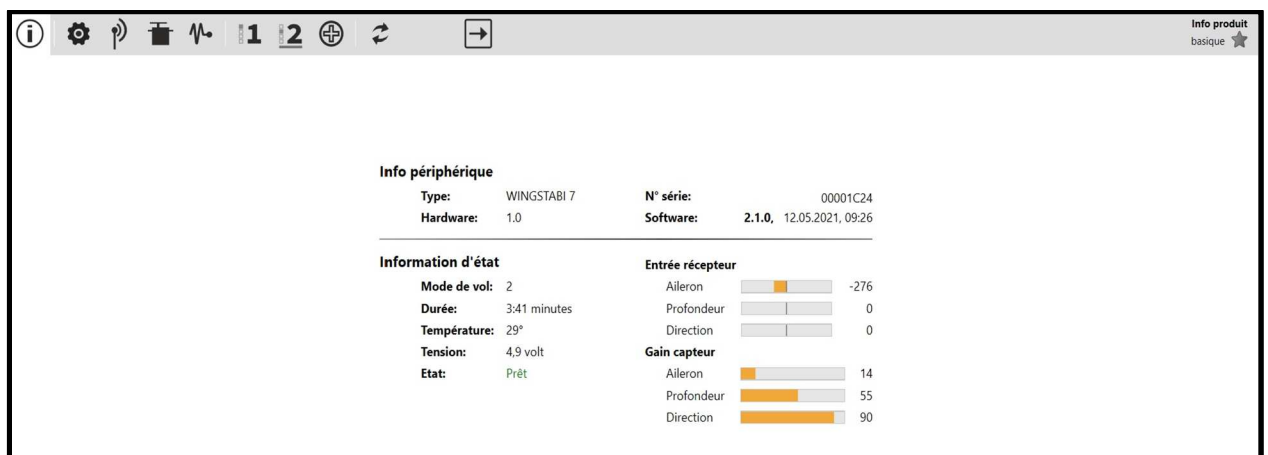 1 2
Info produit
basique
Info périphérique
Type: WINGSTABI 7 N° série: 00001C24
Hardware: 1.0 Software: 2.1.0, 12.05.2021, 09:26
Information d'état Entrée récepteur
Mode de vol: 2 Aileron -276
Durée: 3:41 minutes Profondeur 0
Température: 29° Direction 0
Tension: 4,9 volt Gain capteur
Etat: Prêt Aileron 14
Profondeur 55
Direction 90